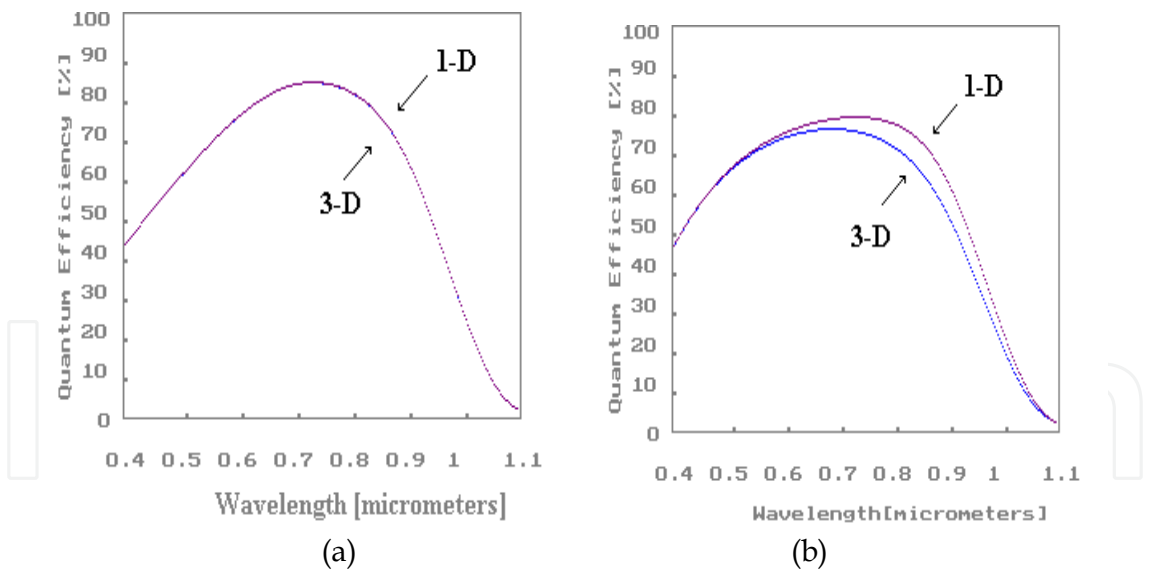 100
90
80
70
60
50
40
30
20
10
0
Quantum Efficiency [%]
1-D
3-D
0.4 0.5 0.6 0.7 0.8 0.9 1 1.1
Wavelength [micrometers]
(a)
100
90
80
70
60
50
40
30
20
10
0
Quantum Efficiency [%]
1-D
3-D
0.4 0.5 0.6 0.7 0.8 0.9 1 1.1
Wavelength[micrometers]
(b)